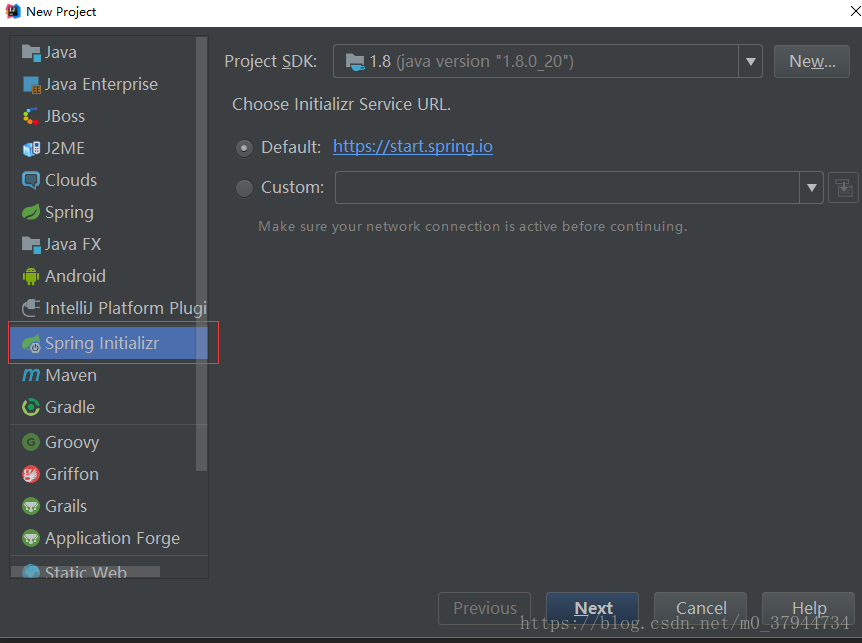 New Project
Java
Java Enterprise
JBoss
J2ME
Clouds
Spring
Java FX
Android
IntelliJ Platform Plugi
Spring Initializr
Maven
Gradle
Groovy
Griffon
Grails
Application Forge
Static Web
Project SDK: 1.8 (java version "1.8.0_20") New...
Choose Initializr Service URL.
Default: https://start.spring.io
Custom:
Make sure your network connection is active before continuing.
Previous Next Cancel Help
https://blog.csdn.net/m0_37944734